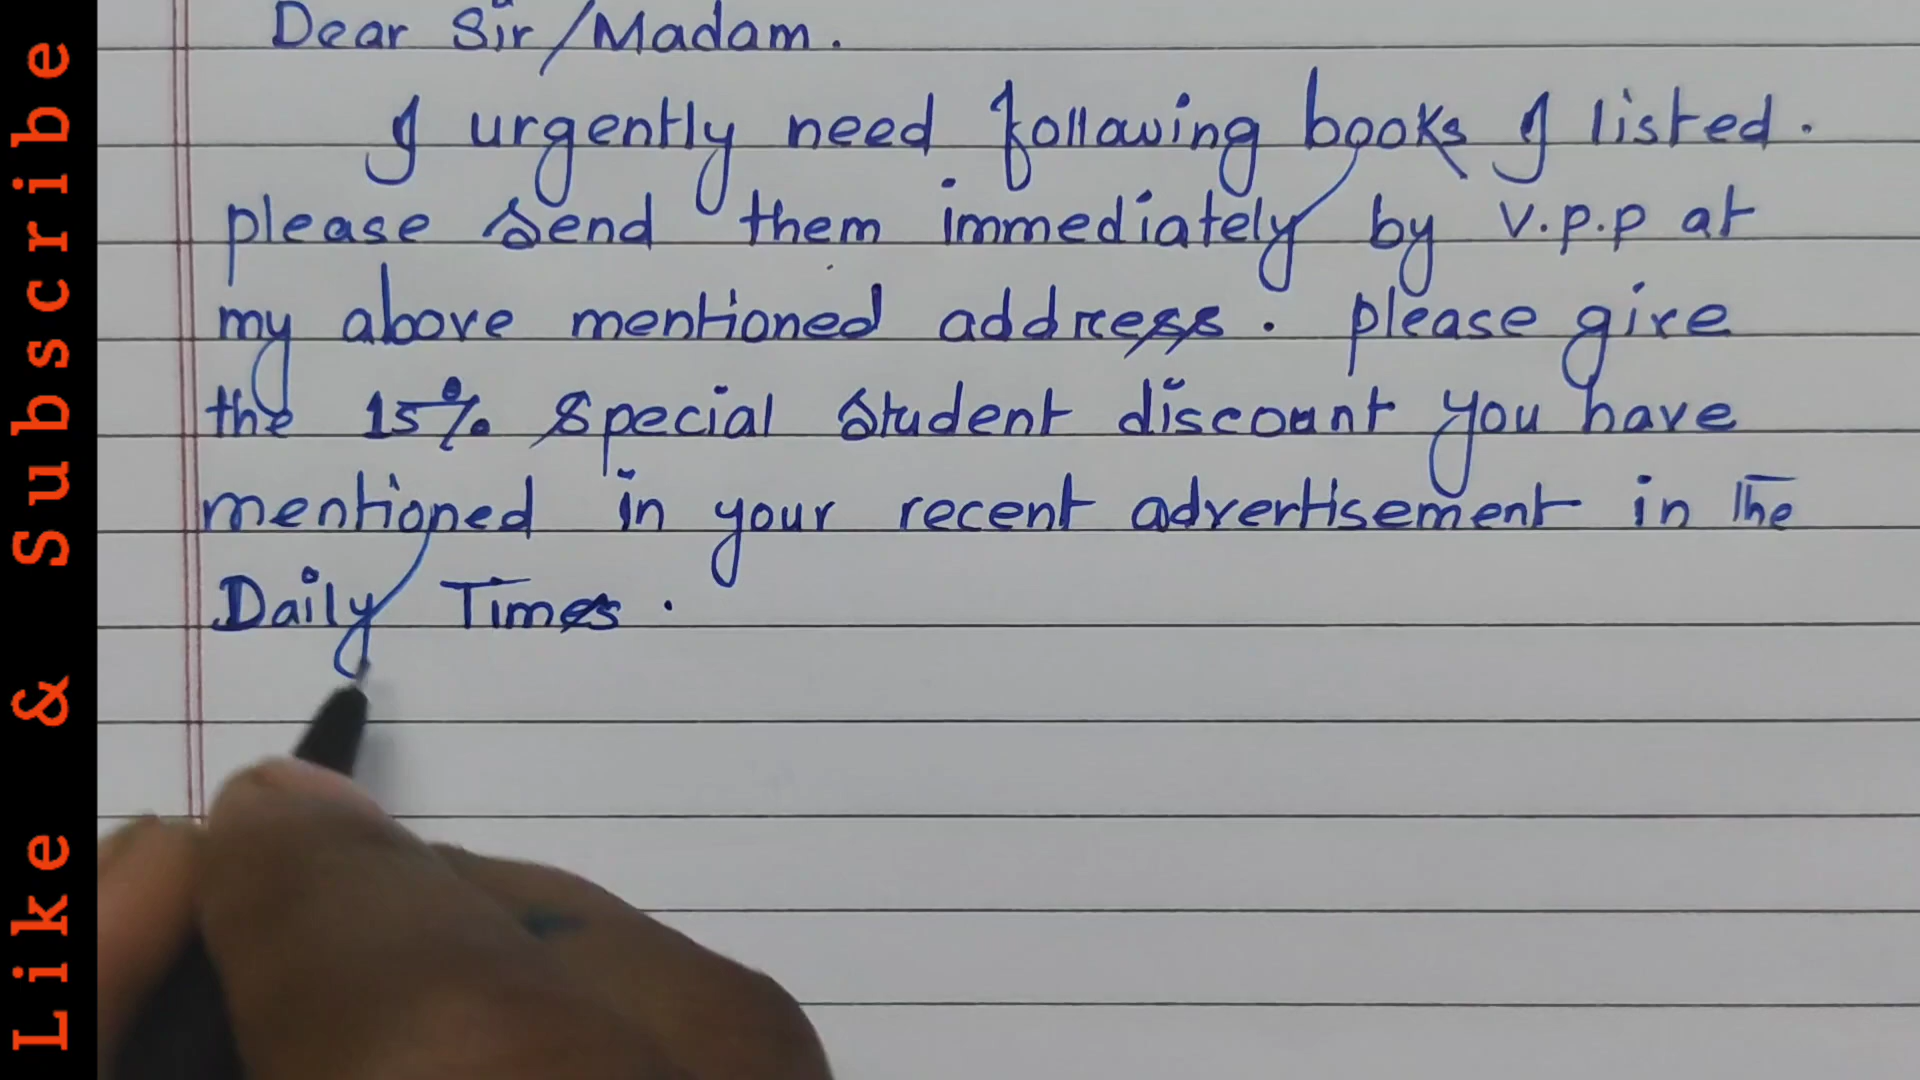 Like & Subscribe
Dear Sir/Madam.
I urgently need following books I listed.
please send them immediately by v.p.p at
my above mentioned address. please give
the 15% special student discount you have
mentioned in your recent advertisement in The
Daily Times.